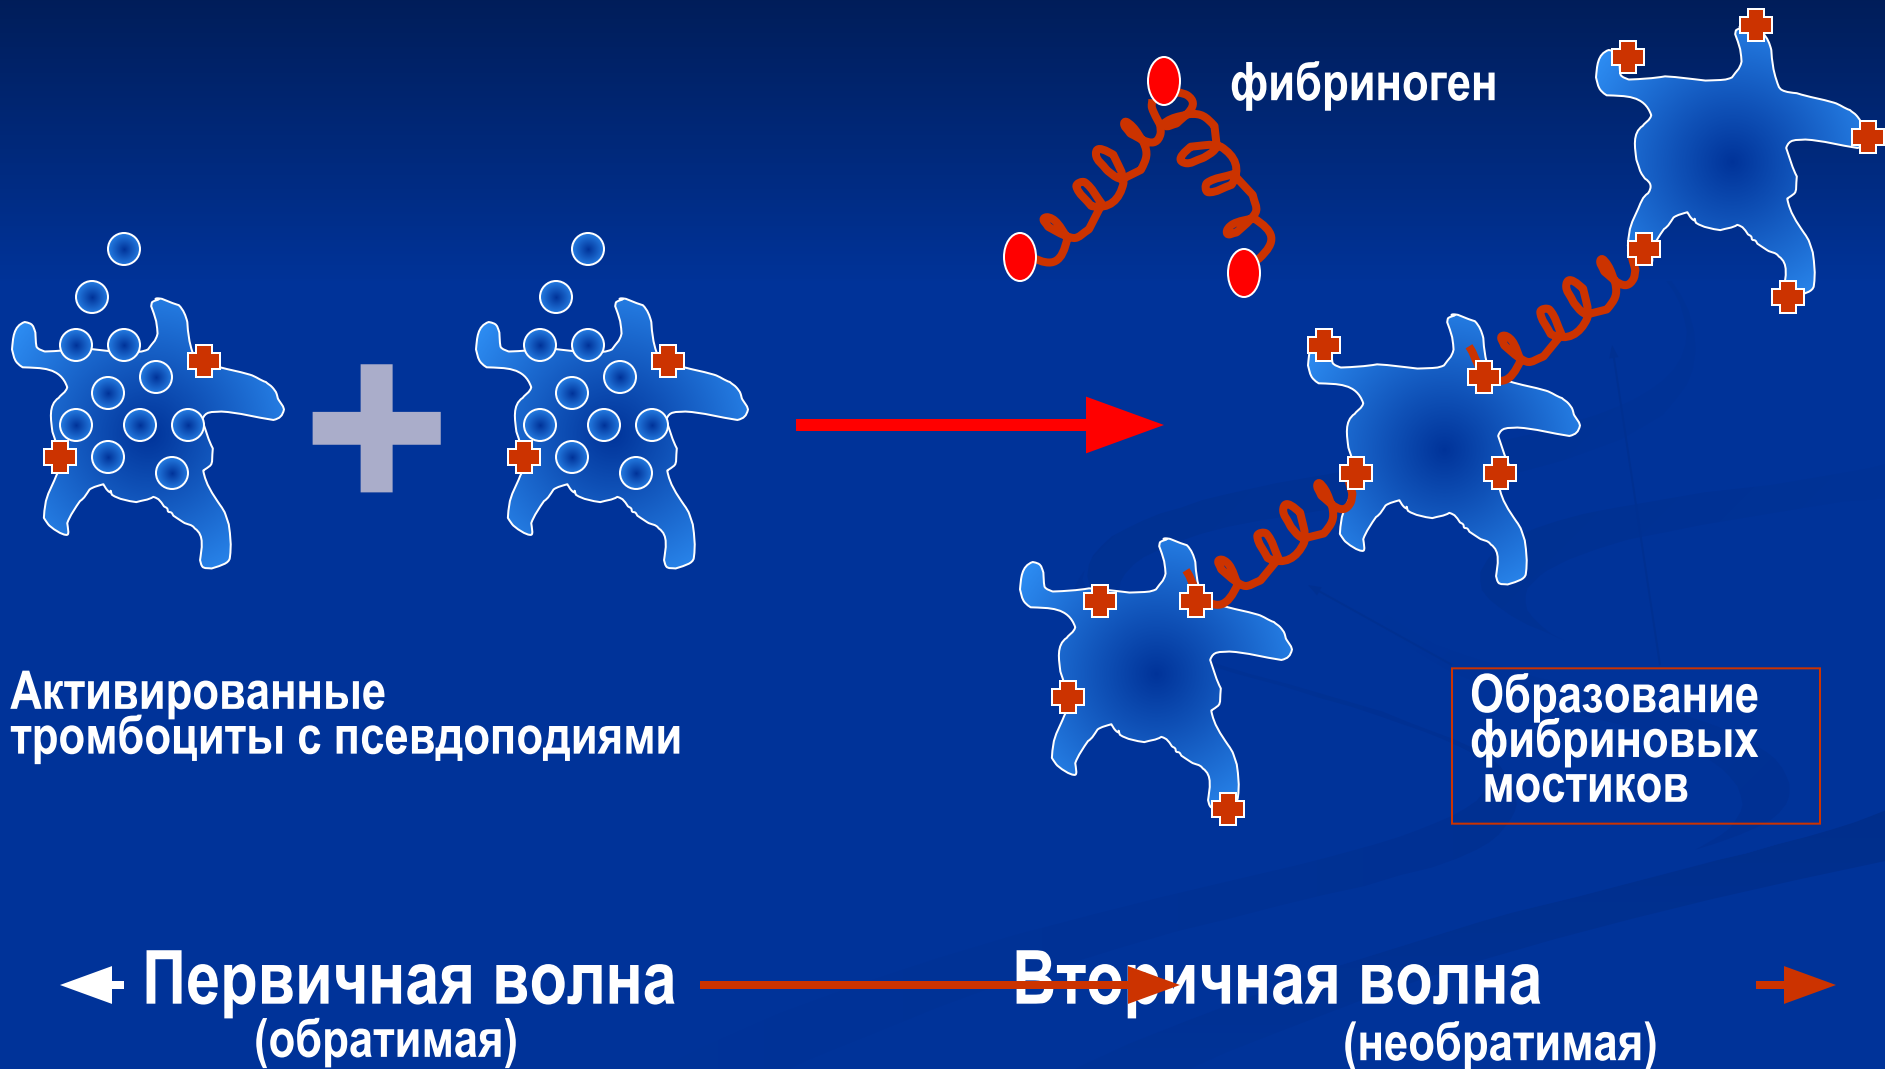 фибриноген
Активированные
тромбоциты с псевдоподиями
Образование
фибриновых
мостиков
Первичная волна
(обратимая)
Вторичная волна
(необратимая)